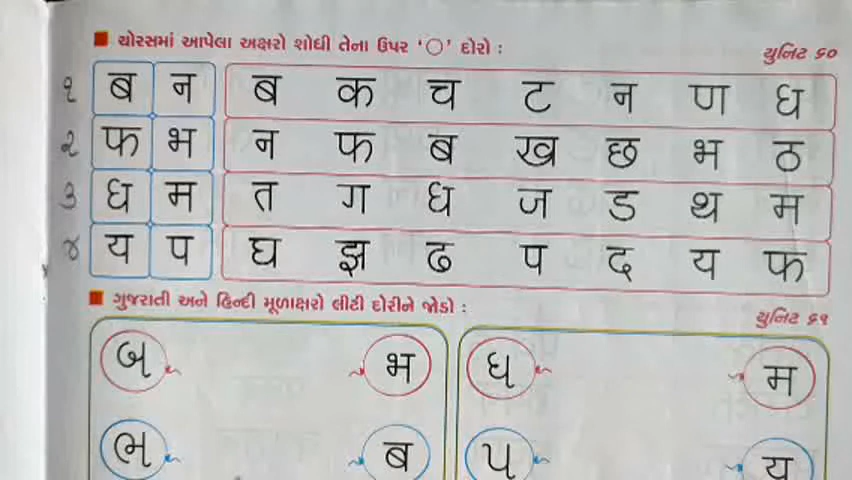 ચોરસમાં આપેલા અક્ષરો શોધી તેના ઉપર ‘○’ દોરો :
યુનિટ ૬૦
૧ ब न ब क च ट न ण ध
૨ फ भ न फ ब ख छ भ ठ
૩ ध म त ग ध ज ड थ म
૪ य प घ झ ढ प द य फ
ગુજરાતી અને હિન્દી મૂળાક્ષરો લીટી દોરીને જોડો :
યુનિટ ૬૧
બ भ ધ म
ભ ब પ य